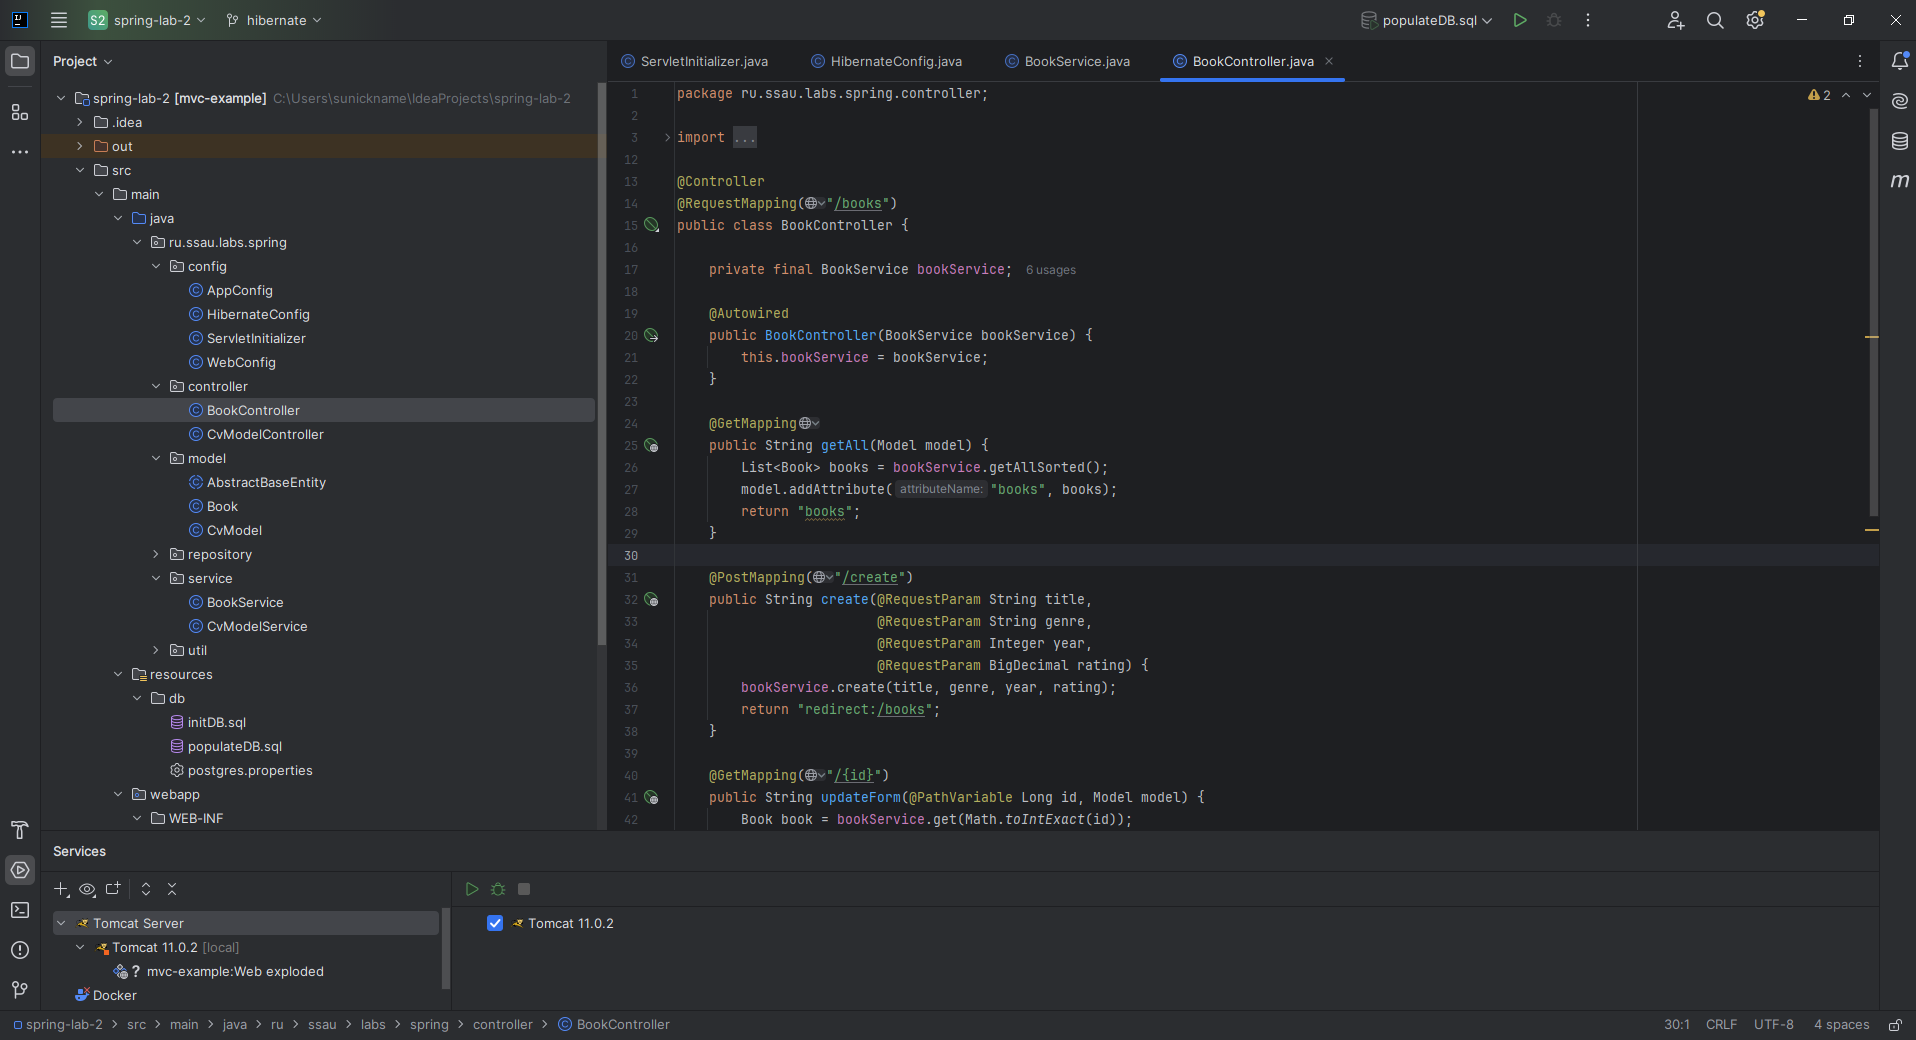 S2 spring-lab-2 hibernate populateDB.sql
Project
spring-lab-2 [mvc-example] C:\Users\sunickname\IdeaProjects\spring-lab-2
.idea
out
src
main
java
ru.ssau.labs.spring
config
AppConfig
HibernateConfig
ServletInitializer
WebConfig
controller
BookController
CvModelController
model
AbstractBaseEntity
Book
CvModel
repository
service
BookService
CvModelService
util
resources
db
initDB.sql
populateDB.sql
postgres.properties
webapp
WEB-INF
ServletInitializer.java HibernateConfig.java BookService.java BookController.java
2
1 package ru.ssau.labs.spring.controller;
2
3 import ...
12
13 @Controller
14 @RequestMapping("/books")
15 public class BookController {
16
17 private final BookService bookService; 6 usages
18
19 @Autowired
20 public BookController(BookService bookService) {
21 this.bookService = bookService;
22 }
23
24 @GetMapping
25 public String getAll(Model model) {
26 List<Book> books = bookService.getAllSorted();
27 model.addAttribute( attributeName: "books", books);
28 return "books";
29 }
30
31 @PostMapping("/create")
32 public String create(@RequestParam String title,
33 @RequestParam String genre,
34 @RequestParam Integer year,
35 @RequestParam BigDecimal rating) {
36 bookService.create(title, genre, year, rating);
37 return "redirect:/books";
38 }
39
40 @GetMapping("/{id}")
41 public String updateForm(@PathVariable Long id, Model model) {
42 Book book = bookService.get(Math.toIntExact(id));
Services
Tomcat Server
Tomcat 11.0.2 [local]
? mvc-example:Web exploded
Docker
Tomcat 11.0.2
spring-lab-2 > src > main > java > ru > ssau > labs > spring > controller > BookController
30:1 CRLF UTF-8 4 spaces